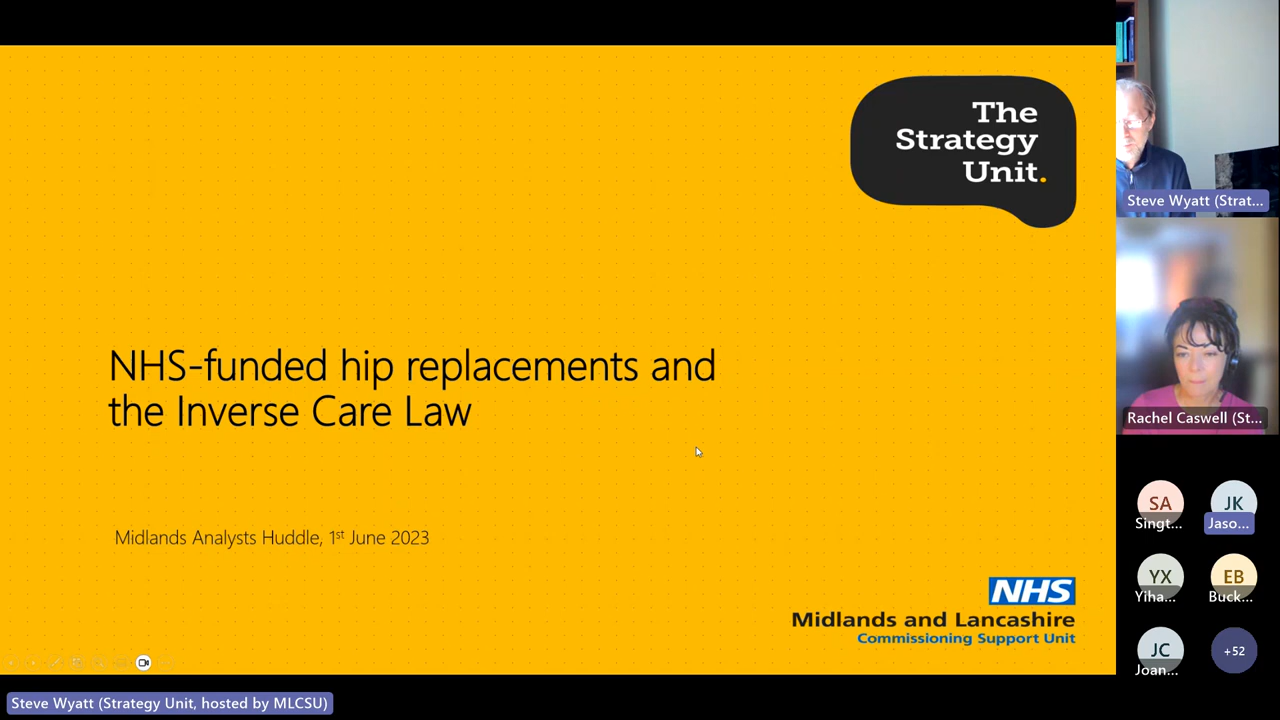 The
Strategy
Unit.
NHS-funded hip replacements and
the Inverse Care Law
Midlands Analysts Huddle, 1st June 2023
NHS
Midlands and Lancashire
Commissioning Support Unit
Steve Wyatt (Strat...
Rachel Caswell (St...
SA
JK
Singt...
Jaso...
YX
EB
Yiha...
Buck...
JC
+52
Joan...
Steve Wyatt (Strategy Unit, hosted by MLCSU)